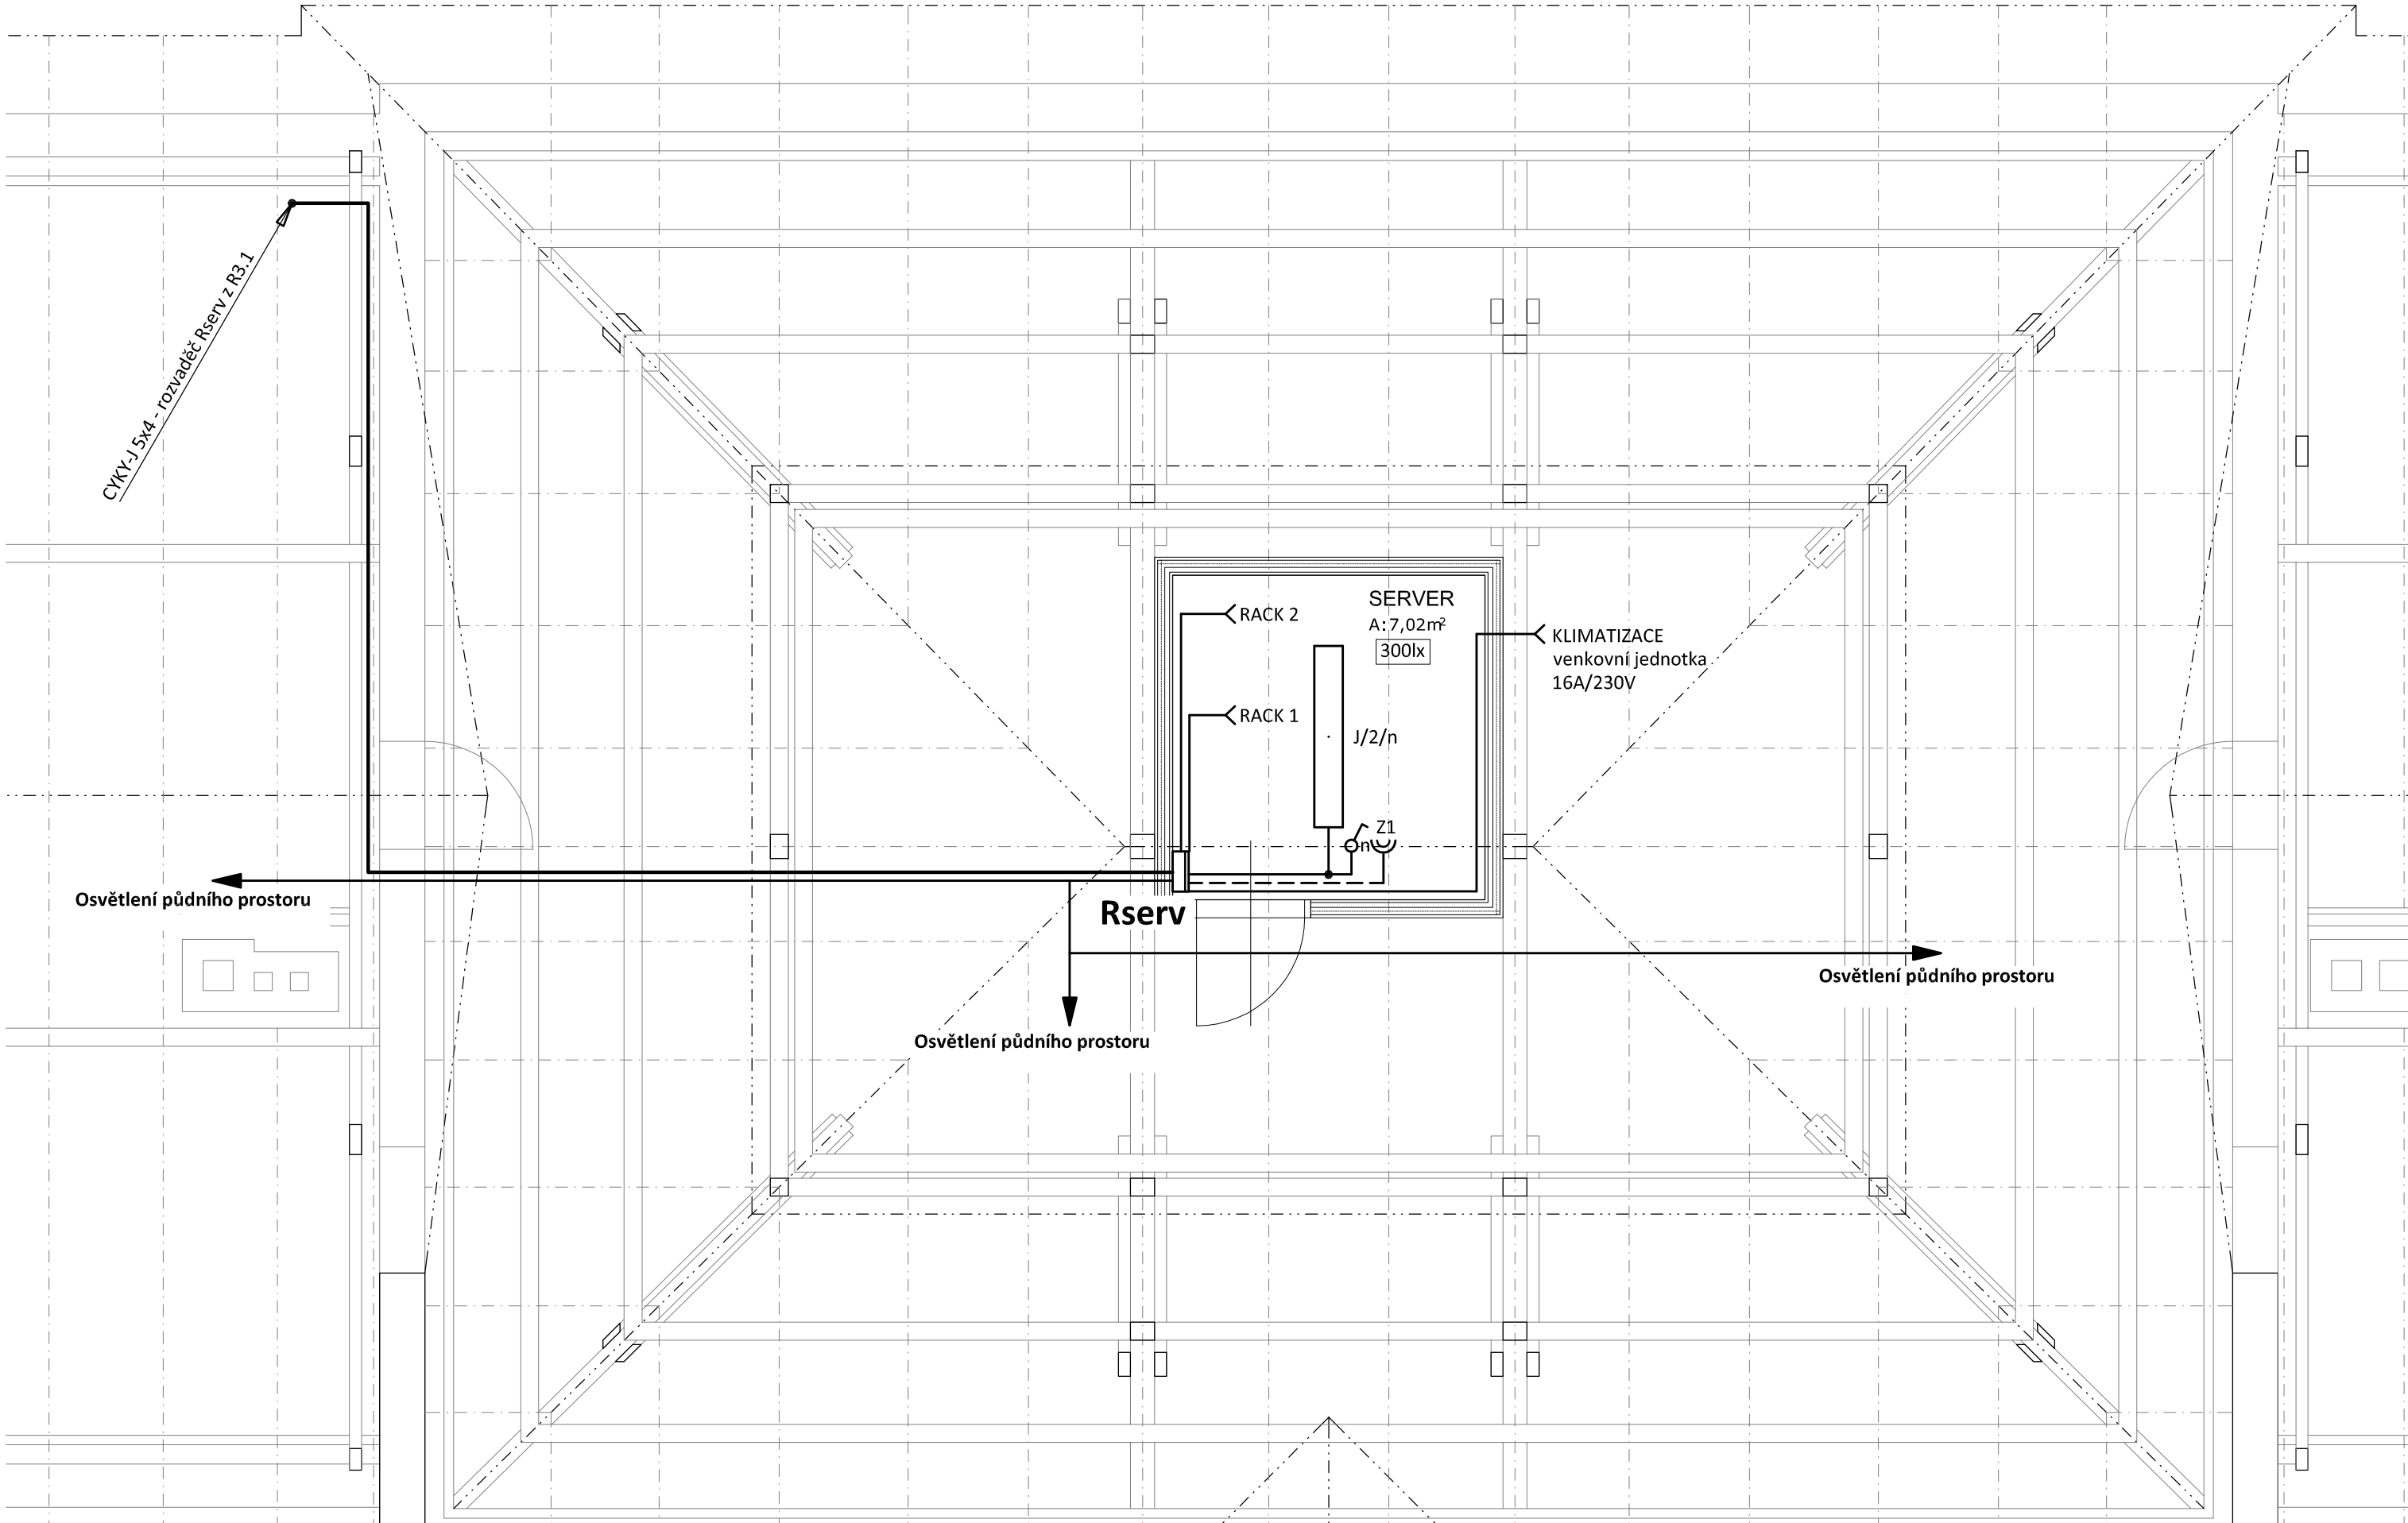 CYKY-J 5x4 - rozvaděč Rserv z R3.1
RACK 2
SERVER
A: 7,02m²
300lx
KLIMATIZACE
venkovní jednotka
16A/230V
RACK 1
J/2/n
Z1
n
Osvětlení půdního prostoru
Rserv
Osvětlení půdního prostoru
Osvětlení půdního prostoru